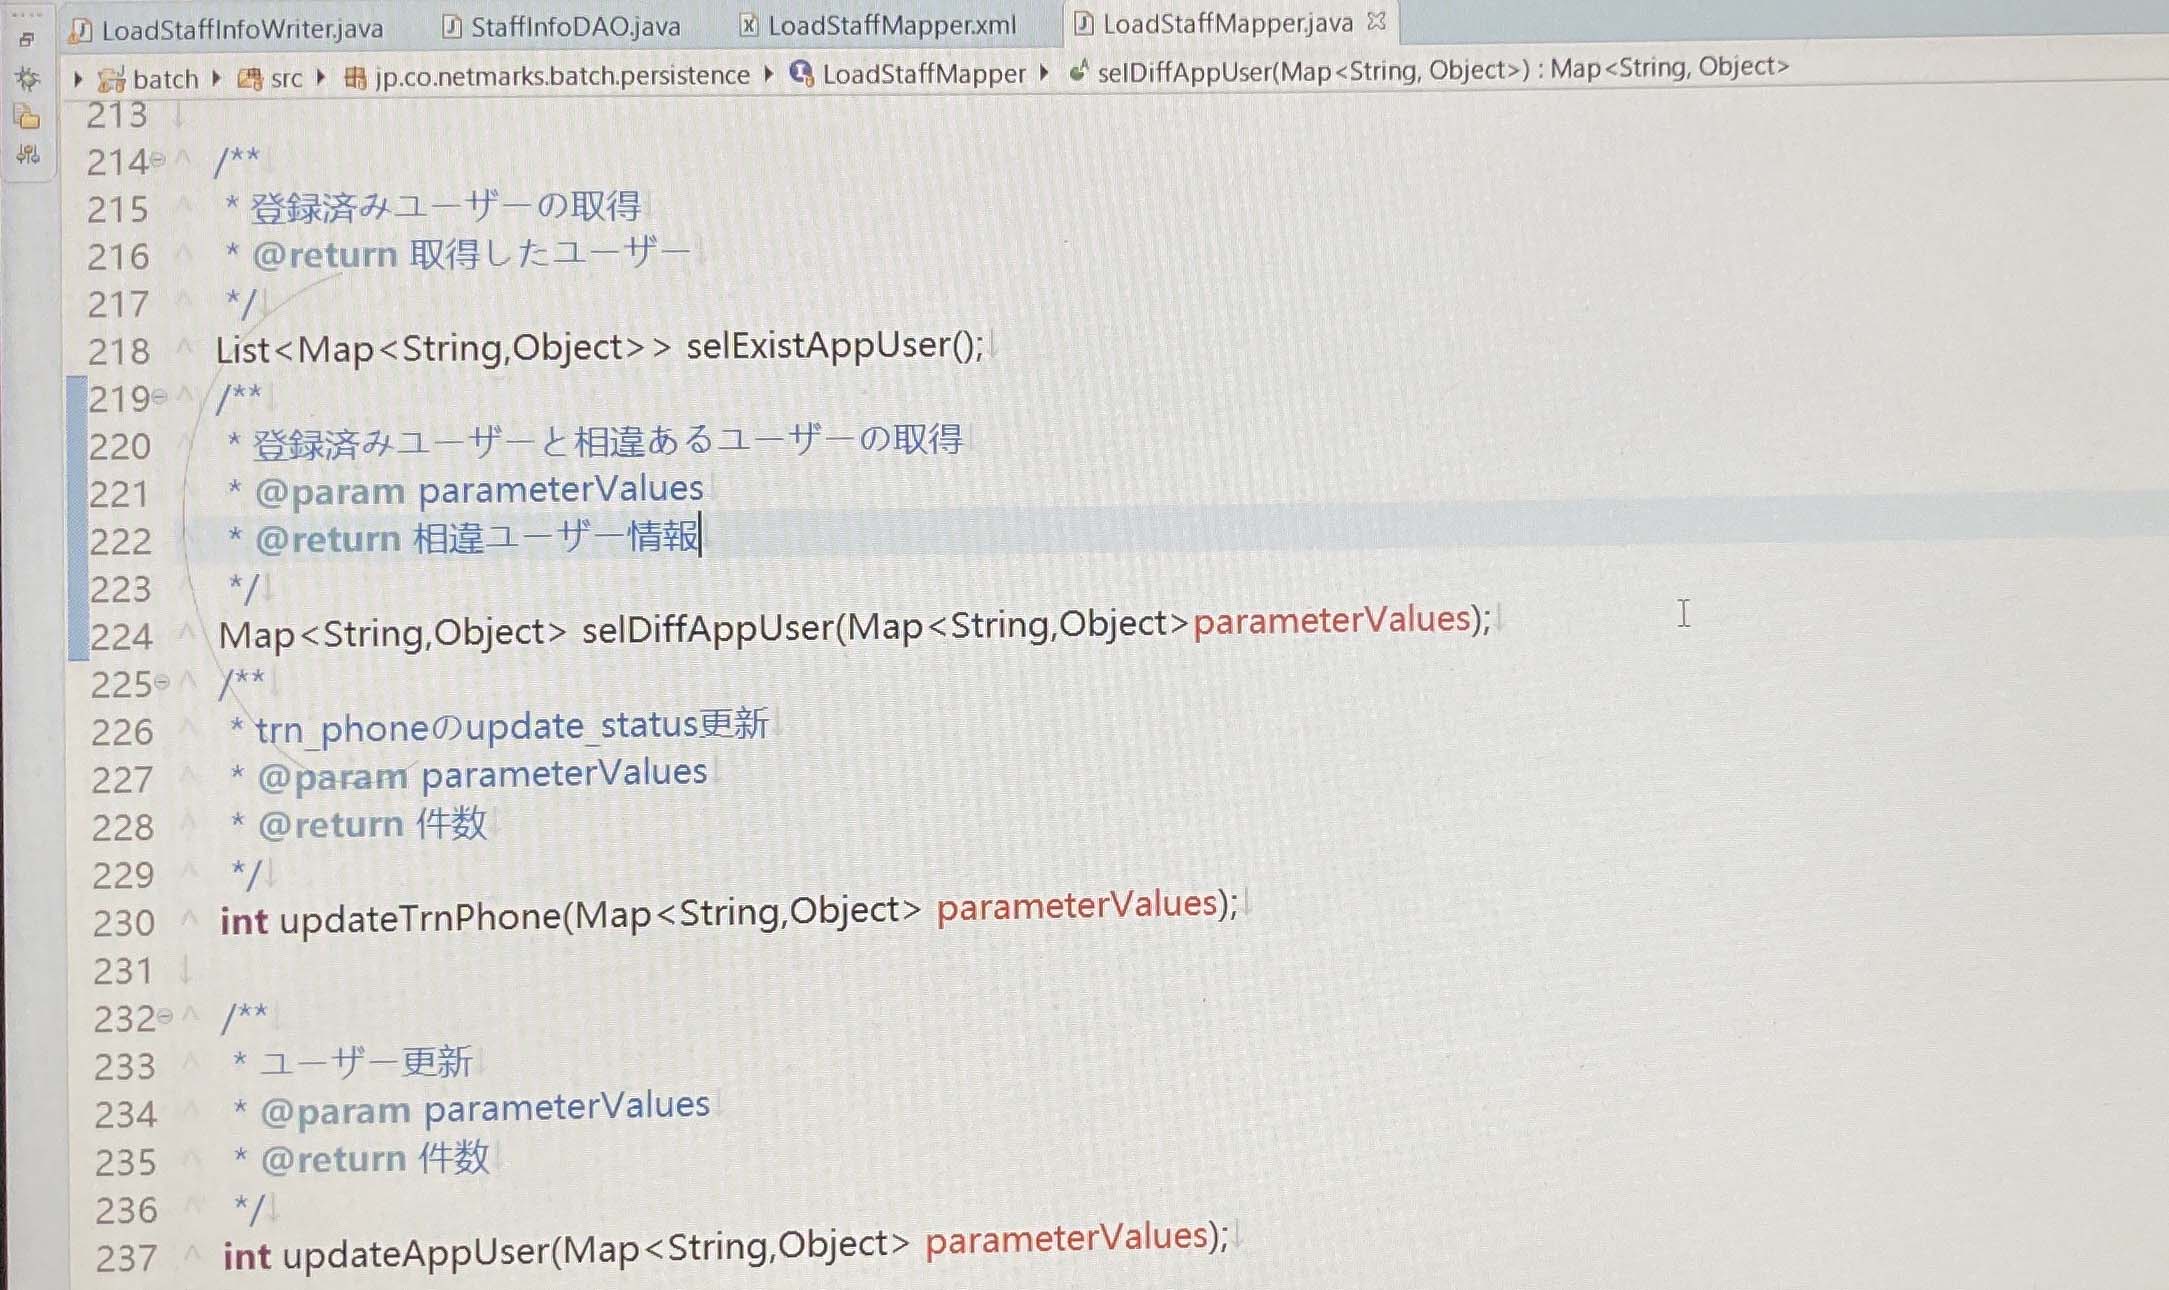 LoadStaffInfoWriter.java StaffInfoDAO.java LoadStaffMapper.xml LoadStaffMapper.java
batch src jp.co.netmarks.batch.persistence LoadStaffMapper selDiffAppUser(Map<String, Object>) : Map<String, Object>
213
214 /**
215 * 登録済みユーザーの取得
216 * @return 取得したユーザー
217 */
218 List<Map<String,Object>> selExistAppUser();
219 /**
220 * 登録済みユーザーと相違あるユーザーの取得
221 * @param parameterValues
222 * @return 相違ユーザー情報
223 */
224 Map<String,Object> selDiffAppUser(Map<String,Object>parameterValues);
225 /**
226 * trn_phoneのupdate_status更新
227 * @param parameterValues
228 * @return 件数
229 */
230 int updateTrnPhone(Map<String,Object> parameterValues);
231
232 /**
233 * ユーザー更新
234 * @param parameterValues
235 * @return 件数
236 */
237 int updateAppUser(Map<String,Object> parameterValues);